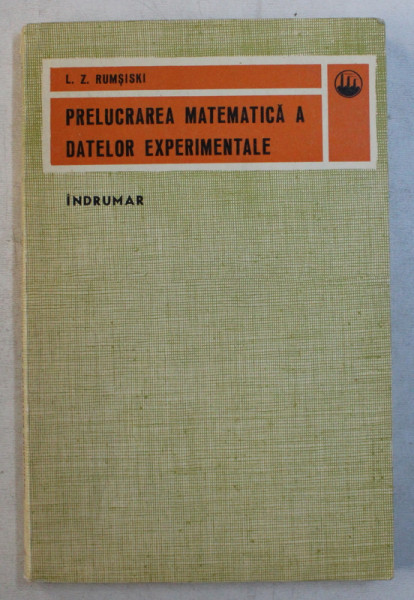 L. Z. RUMȘISKI
PRELUCRAREA MATEMATICĂ A
DATELOR EXPERIMENTALE
ÎNDRUMAR